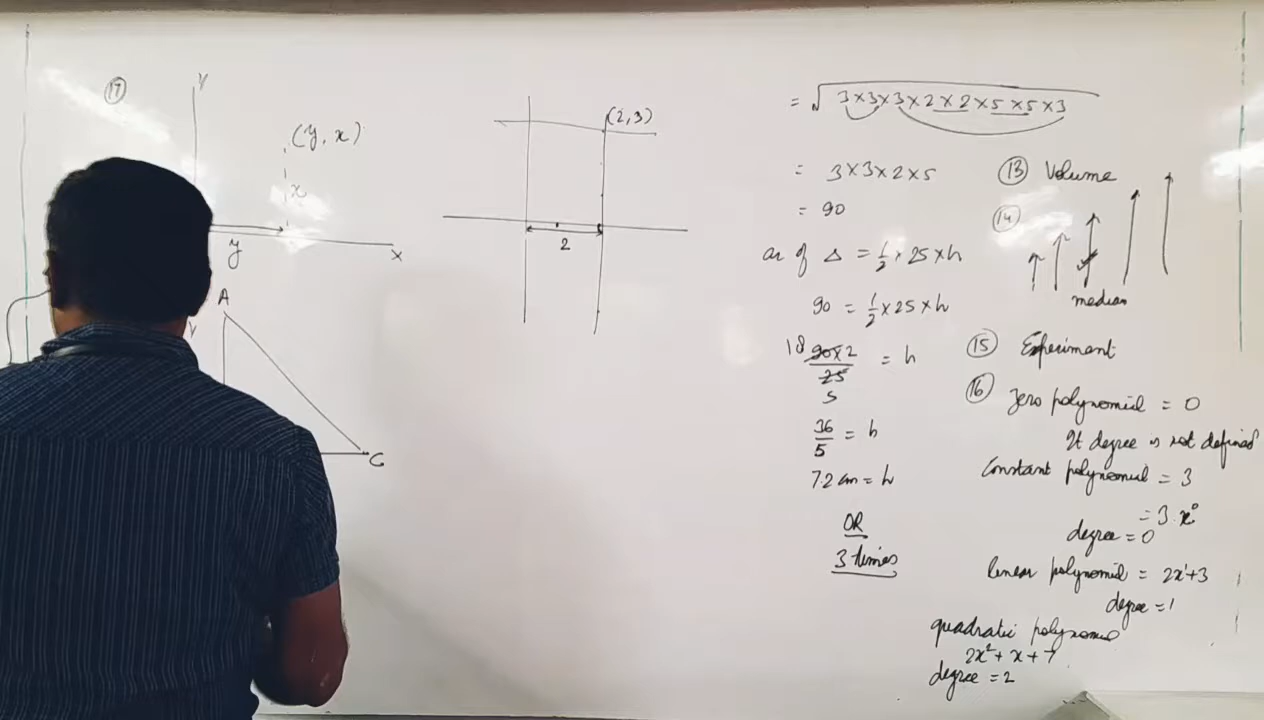 17
y
(y, x)
x
y
x
A
C
(2,3)
2
= √3×3×3×2×2×5×5×3
= 3×3×2×5
= 90
ar of Δ = 1/2 × 25×h
90 = 1/2 ×25×h
18 90×2/25 = h
5
36/5 = h
7.2 cm = h
OR
3 times
13 Volume
14
median
15 Experiment
16 Zero polynomial = 0
It degree is not defined
Constant polynomial = 3
= 3.x⁰
degree = 0
linear polynomial = 2x¹+3
degree = 1
quadratic polynomial
2x²+x+7
degree = 2